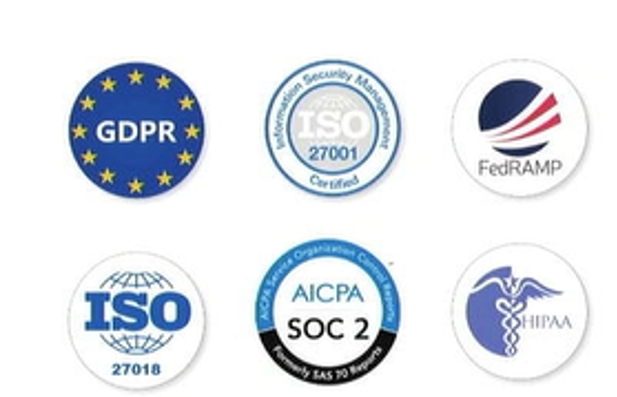 GDPR
Information Security Management
ISO
27001
Certified
FedRAMP
ISO
27018
AICPA Service Organization Control Reports
AICPA
SOC 2
Formerly SAS 70 Reports
HIPAA